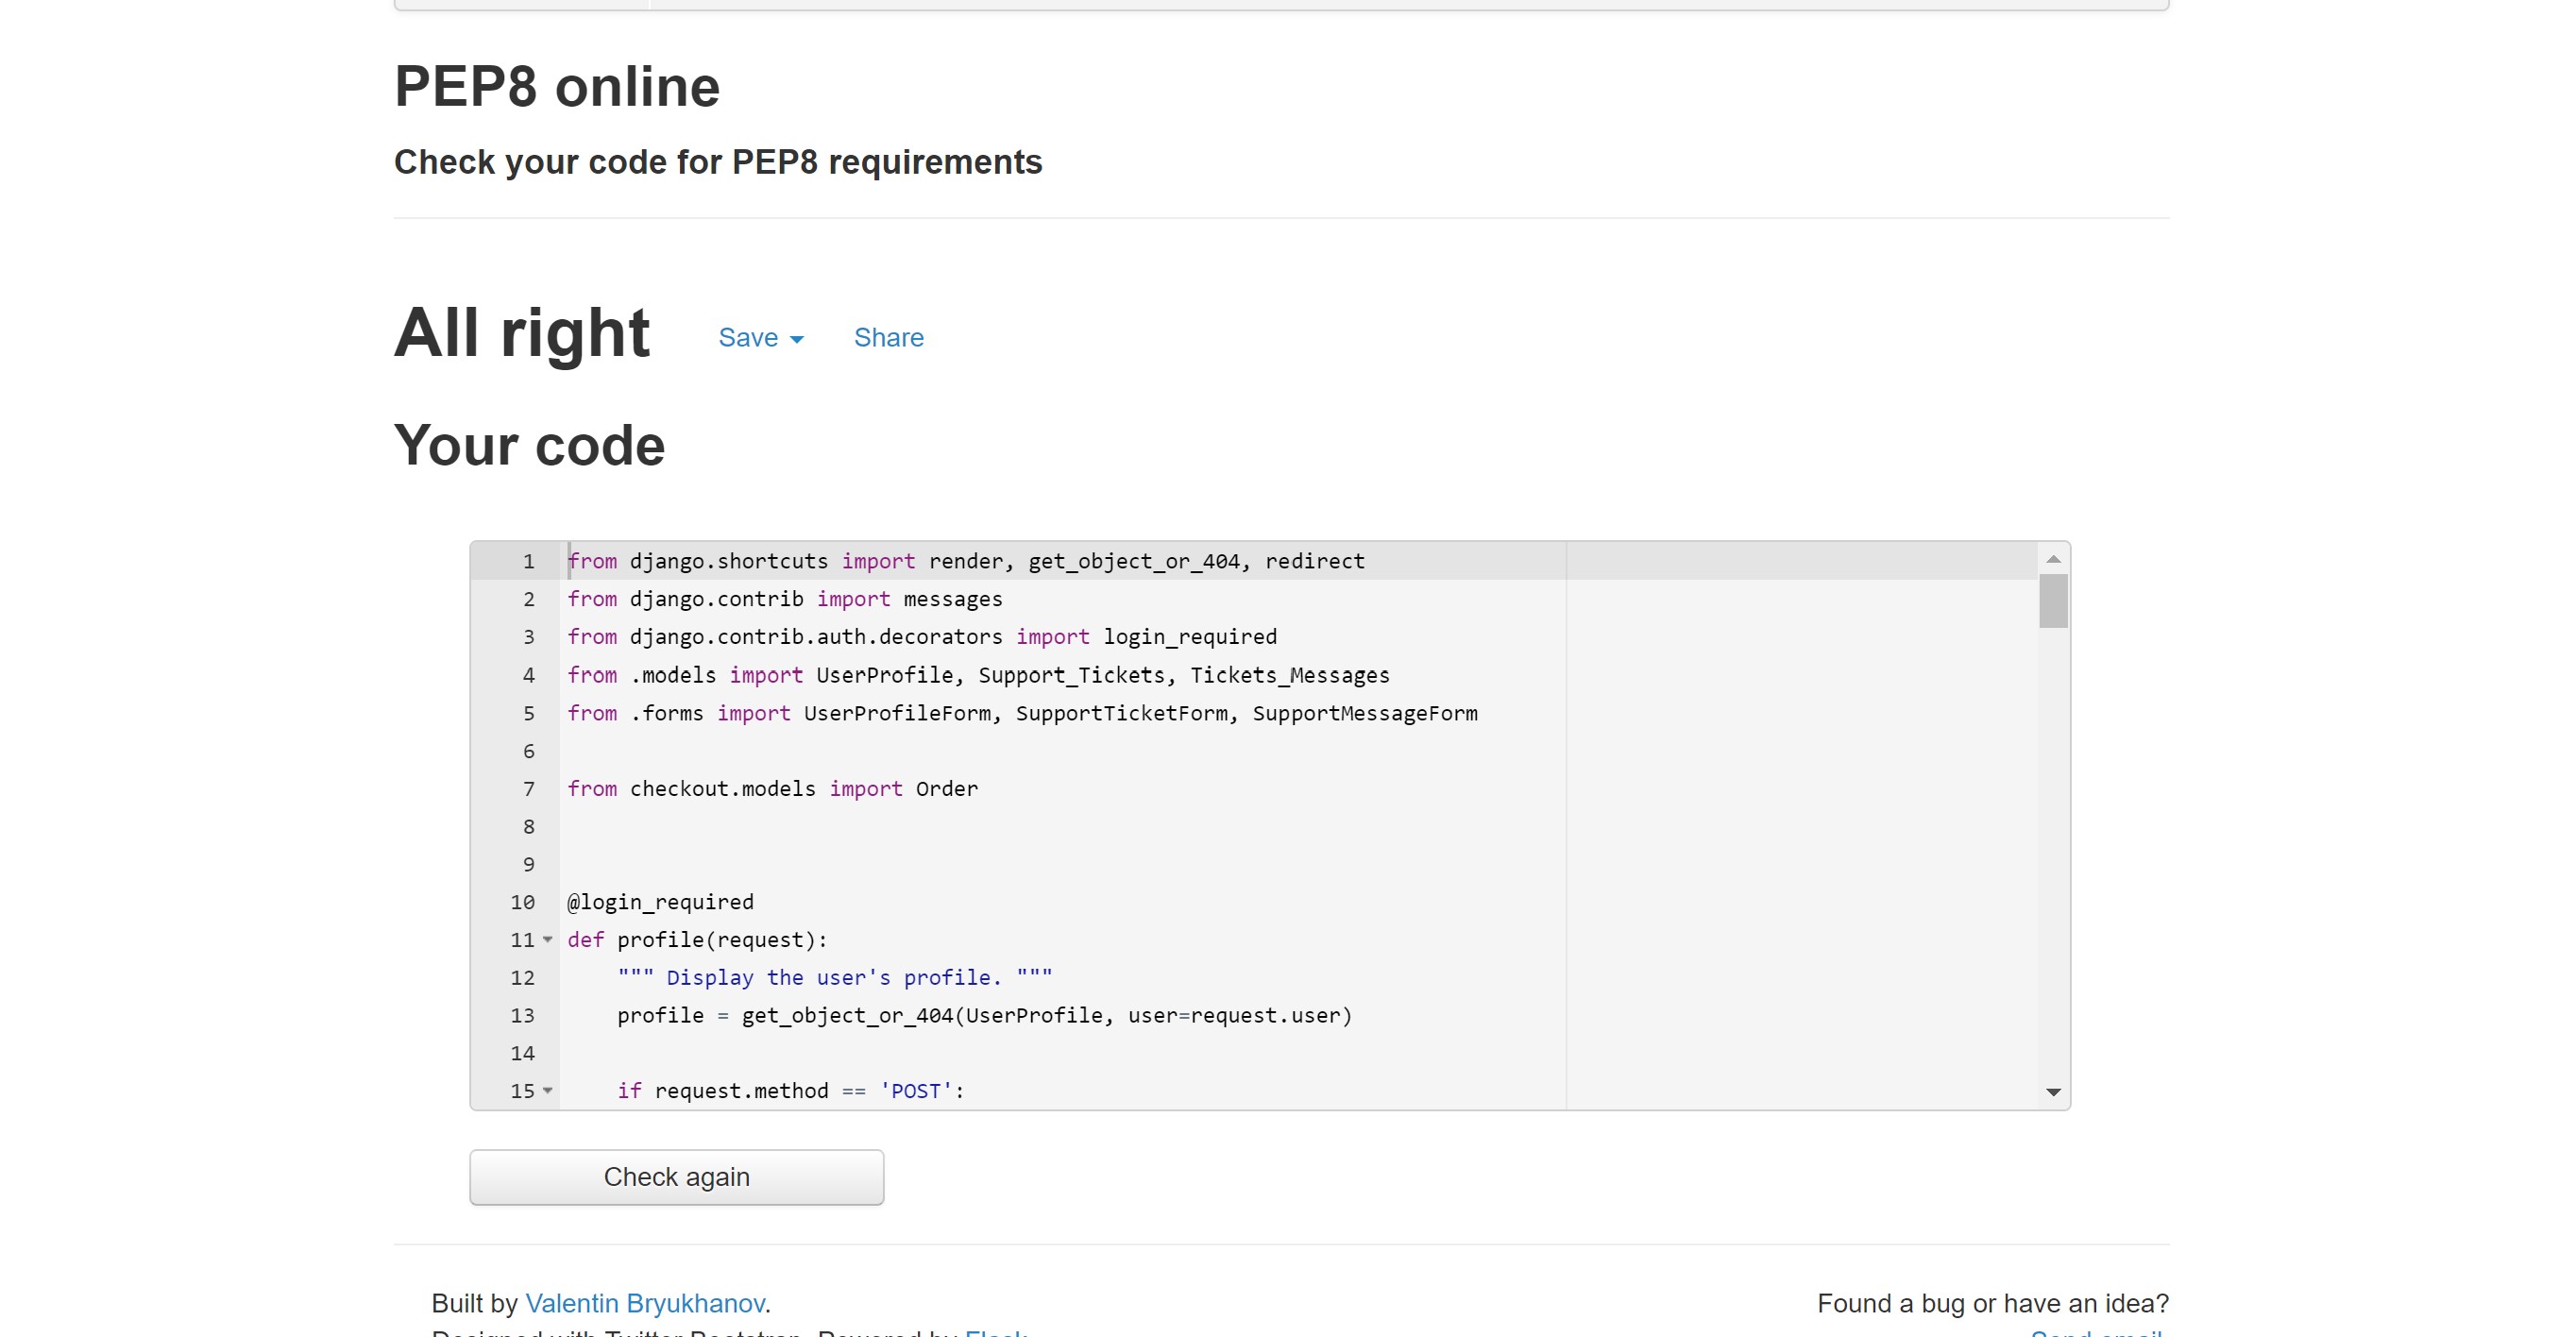 PEP8 online
Check your code for PEP8 requirements
All right Save Share
Your code
1 from django.shortcuts import render, get_object_or_404, redirect
2 from django.contrib import messages
3 from django.contrib.auth.decorators import login_required
4 from .models import UserProfile, Support_Tickets, Tickets_Messages
5 from .forms import UserProfileForm, SupportTicketForm, SupportMessageForm
6
7 from checkout.models import Order
8
9
10 @login_required
11 def profile(request):
12 """ Display the user's profile. """
13 profile = get_object_or_404(UserProfile, user=request.user)
14
15 if request.method == 'POST':
Check again
Built by Valentin Bryukhanov. Found a bug or have an idea?
Designed with Twitter Bootstrap. Powered by Flask Send email.